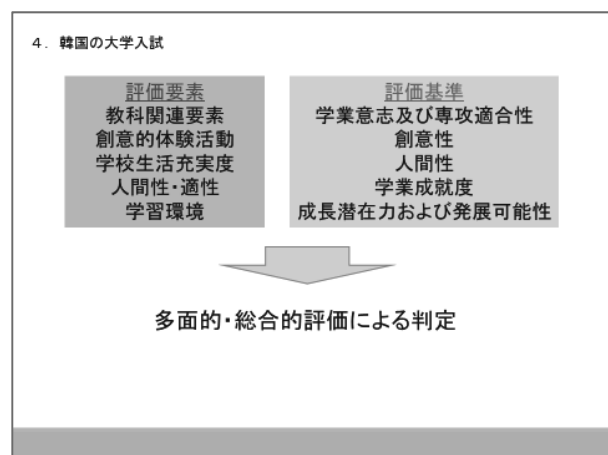 ４．韓国の大学入試
評価要素
教科関連要素
創意的体験活動
学校生活充実度
人間性・適性
学習環境
評価基準
学業意志及び専攻適合性
創意性
人間性
学業成就度
成長潜在力および発展可能性
多面的・総合的評価による判定